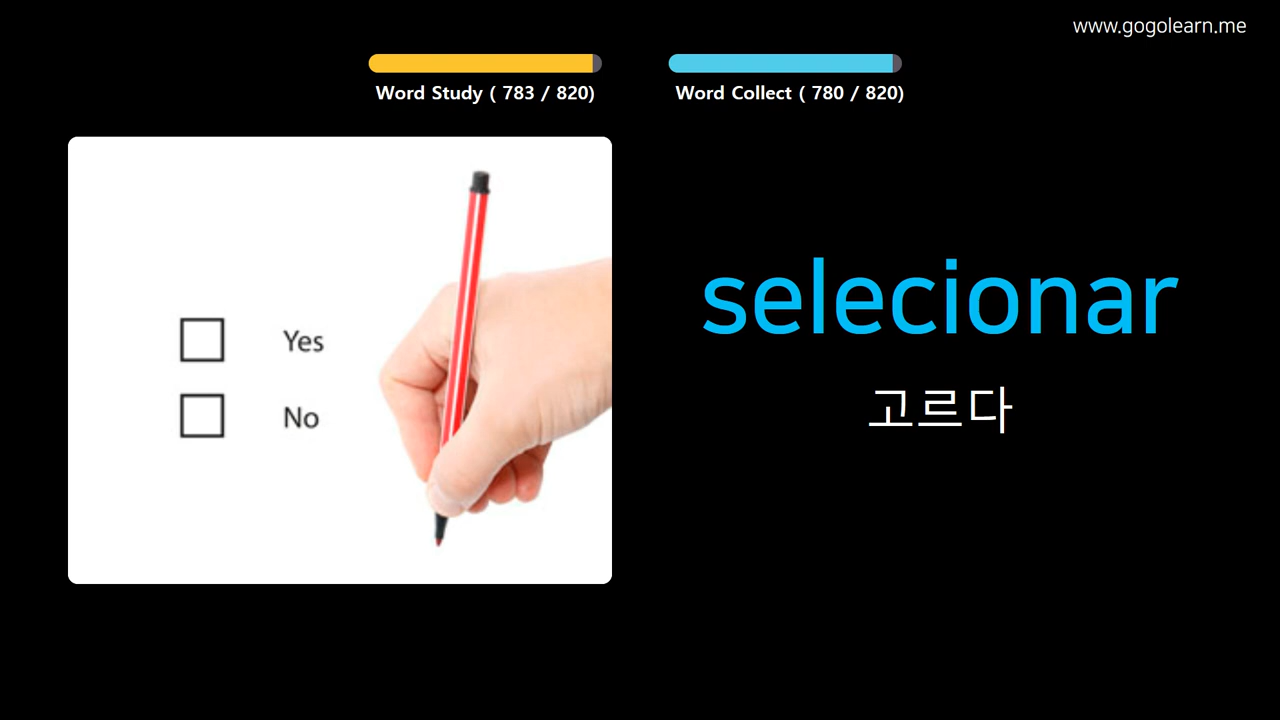 www.gogolearn.me
Word Study ( 783 / 820)
Word Collect ( 780 / 820)
Yes
No
selecionar
고르다